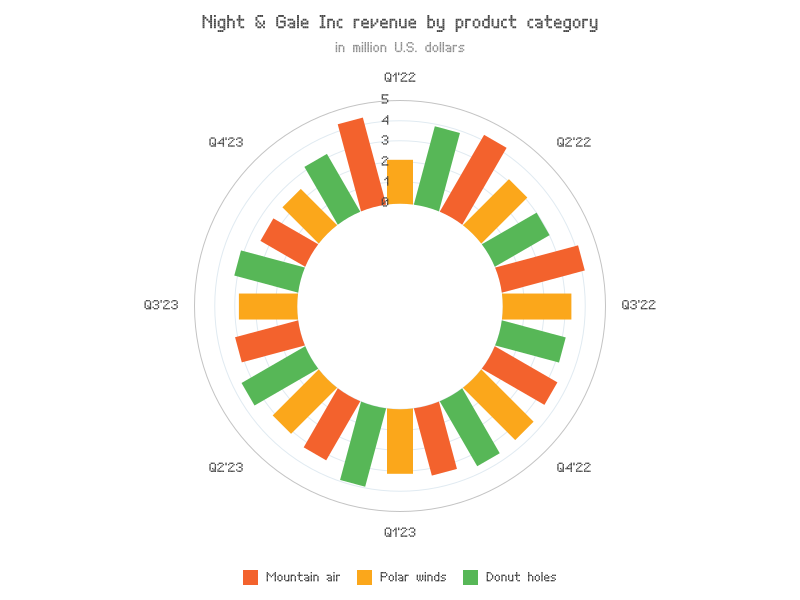 Night & Gale Inc revenue by product category
in million U.S. dollars
Q1'22
Q2'22
Q3'22
Q4'22
Q1'23
Q2'23
Q3'23
Q4'23
5
4
3
2
1
0
Mountain air
Polar winds
Donut holes